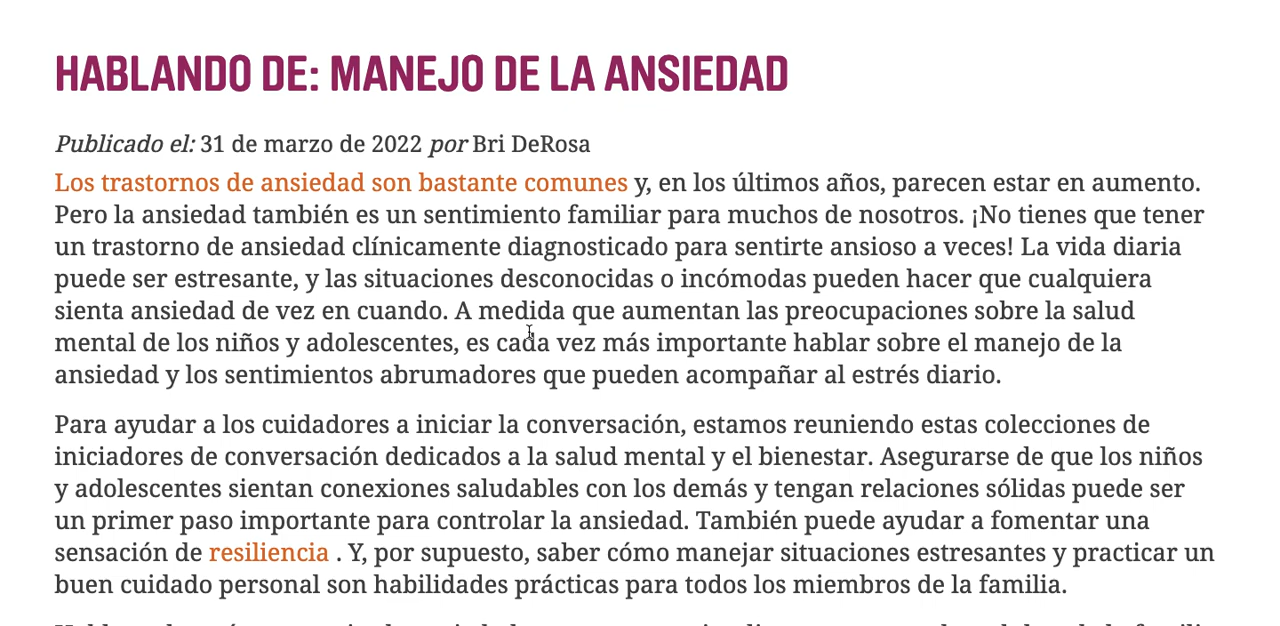 HABLANDO DE: MANEJO DE LA ANSIEDAD
Publicado el: 31 de marzo de 2022 por Bri DeRosa
Los trastornos de ansiedad son bastante comunes y, en los últimos años, parecen estar en aumento.
Pero la ansiedad también es un sentimiento familiar para muchos de nosotros. ¡No tienes que tener
un trastorno de ansiedad clínicamente diagnosticado para sentirte ansioso a veces! La vida diaria
puede ser estresante, y las situaciones desconocidas o incómodas pueden hacer que cualquiera
sienta ansiedad de vez en cuando. A medida que aumentan las preocupaciones sobre la salud
mental de los niños y adolescentes, es cada vez más importante hablar sobre el manejo de la
ansiedad y los sentimientos abrumadores que pueden acompañar al estrés diario.
Para ayudar a los cuidadores a iniciar la conversación, estamos reuniendo estas colecciones de
iniciadores de conversación dedicados a la salud mental y el bienestar. Asegurarse de que los niños
y adolescentes sientan conexiones saludables con los demás y tengan relaciones sólidas puede ser
un primer paso importante para controlar la ansiedad. También puede ayudar a fomentar una
sensación de resiliencia . Y, por supuesto, saber cómo manejar situaciones estresantes y practicar un
buen cuidado personal son habilidades prácticas para todos los miembros de la familia.